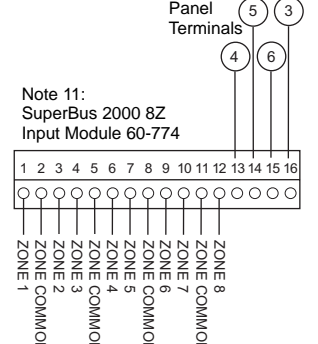 Panel
Terminals
5
3
4
6
Note 11:
SuperBus 2000 8Z
Input Module 60-774
1 2 3 4 5 6 7 8 9 10 11 12 13 14 15 16
ZONE 1
ZONE COMMON
ZONE 2
ZONE 3
ZONE COMMON
ZONE 4
ZONE 5
ZONE COMMON
ZONE 6
ZONE 7
ZONE COMMON
ZONE 8